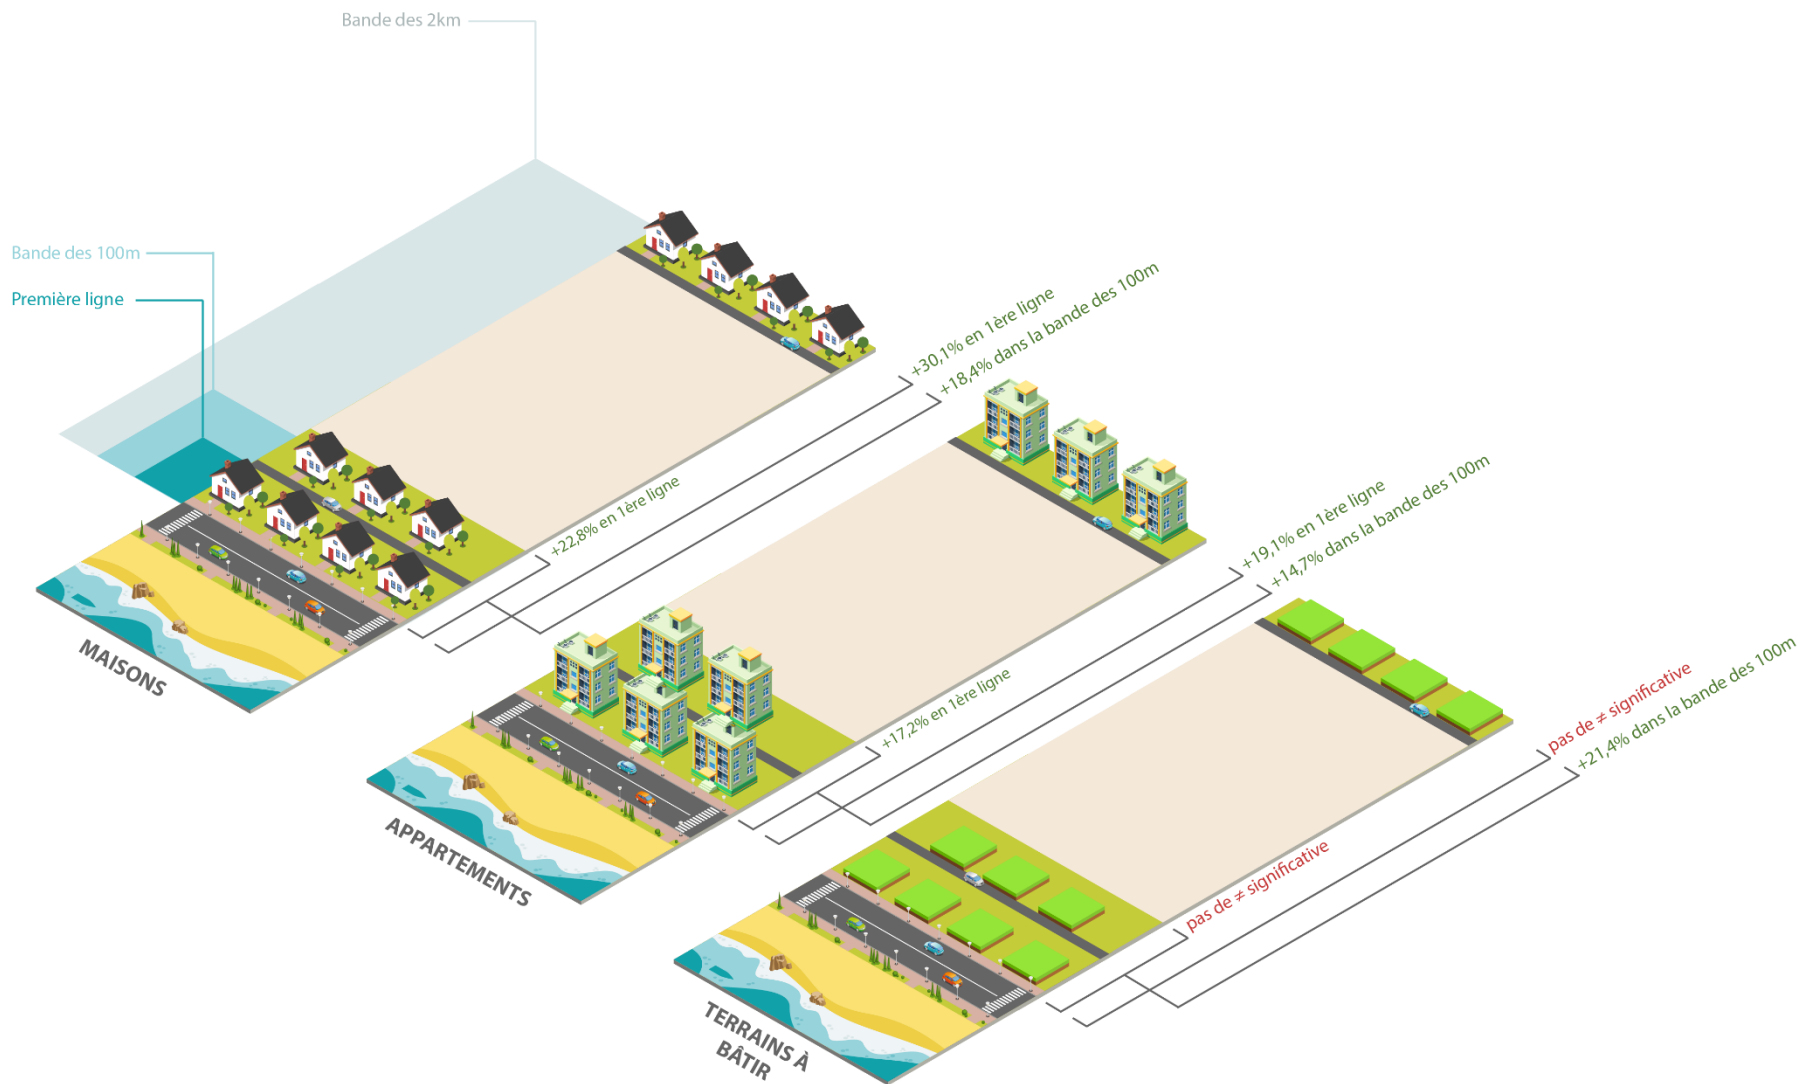 Bande des 2km
Bande des 100m
Première ligne
+30,1% en 1ère ligne
+18,4% dans la bande des 100m
+22,8% en 1ère ligne
MAISONS
+19,1% en 1ère ligne
+14,7% dans la bande des 100m
+17,2% en 1ère ligne
APPARTEMENTS
pas de ≠ significative
+21,4% dans la bande des 100m
pas de ≠ significative
TERRAINS À
BÂTIR